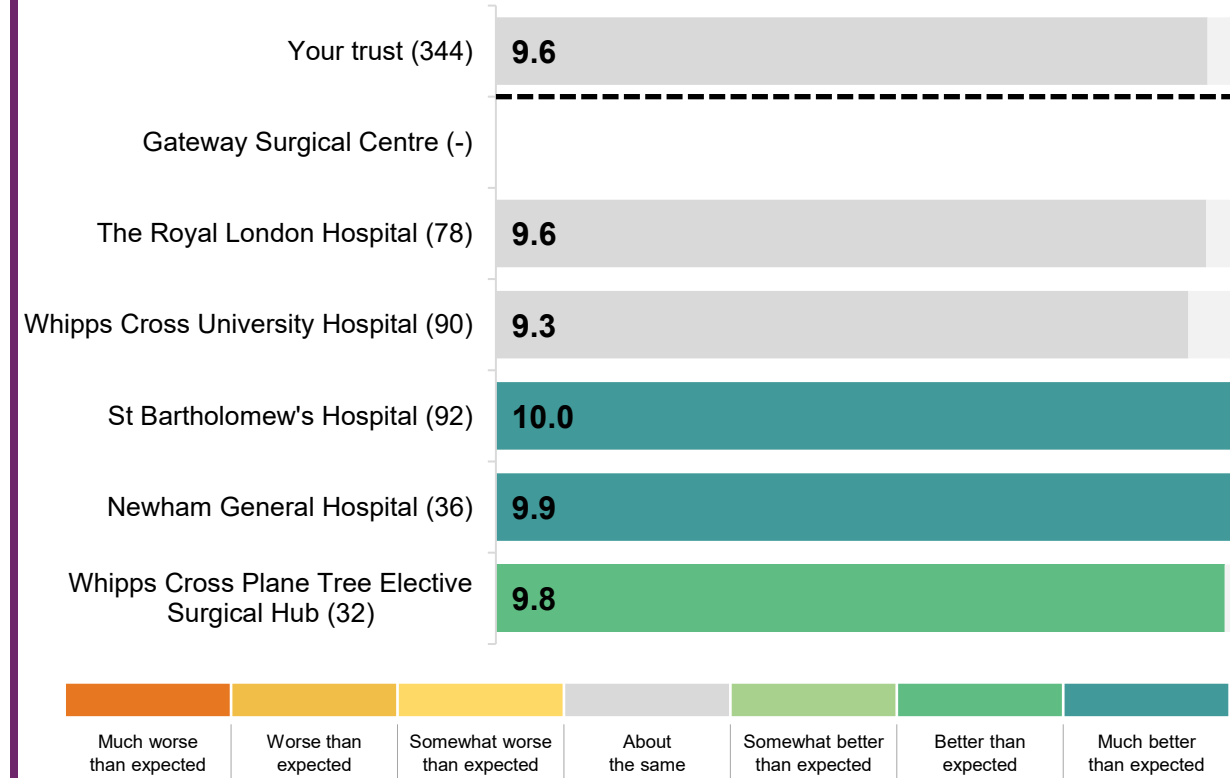 Your trust (344) 9.6
Gateway Surgical Centre (-)
The Royal London Hospital (78) 9.6
Whipps Cross University Hospital (90) 9.3
St Bartholomew's Hospital (92) 10.0
Newham General Hospital (36) 9.9
Whipps Cross Plane Tree Elective
Surgical Hub (32) 9.8
Much worse
than expected
Worse than
expected
Somewhat worse
than expected
About
the same
Somewhat better
than expected
Better than
expected
Much better
than expected